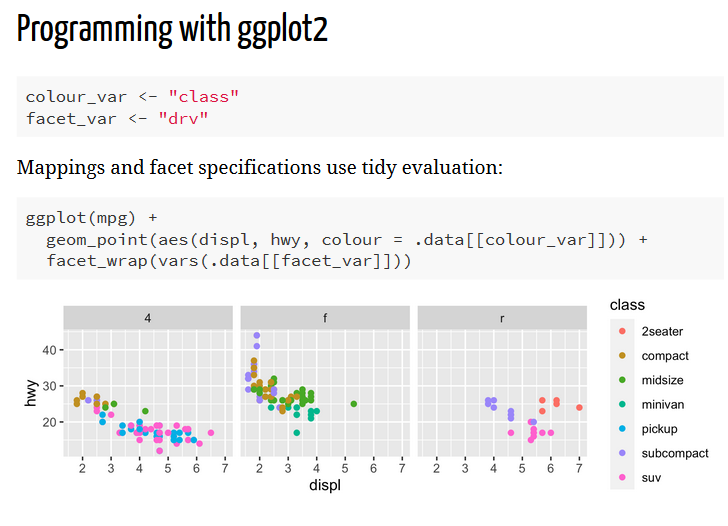 Programming with ggplot2
colour_var <- "class"
facet_var <- "drv"
Mappings and facet specifications use tidy evaluation:
ggplot(mpg) +
  geom_point(aes(displ, hwy, colour = .data[[colour_var]])) +
  facet_wrap(vars(.data[[facet_var]]))
4 f r
40
30
20
hwy
2 3 4 5 6 7 2 3 4 5 6 7 2 3 4 5 6 7
displ
class
2seater
compact
midsize
minivan
pickup
subcompact
suv